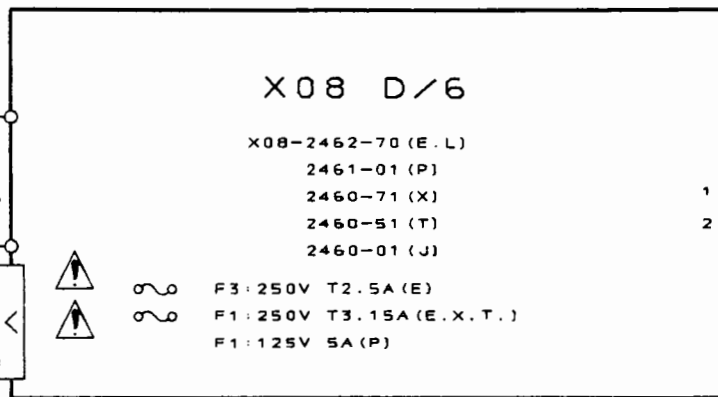 X08 D/6
X08-2462-70 (E.L)
2461-01 (P)
2460-71 (X)
1
2460-51 (T)
2
2460-01 (J)
F3:250V T2.5A (E)
F1:250V T3.15A (E.X.T.)
F1:125V 5A (P)